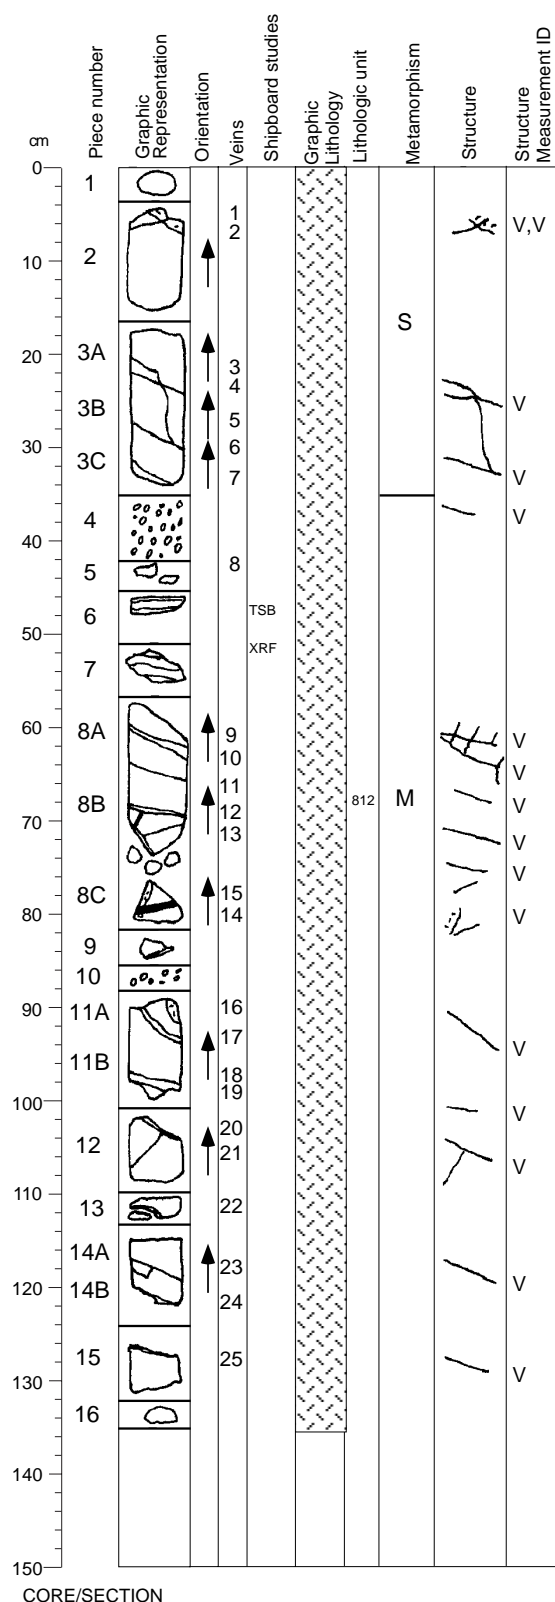 cm
Piece number
Graphic Representation
Orientation
Veins
Shipboard studies
Graphic Lithology
Lithologic unit
Metamorphism
Structure
Structure Measurement ID
0
1
1
V,V
2
2
10
S
20
3A
3
4
3B
V
5
30
6
3C
7
V
4
V
40
8
5
6
TSB
50
XRF
7
60
8A
9
V
10
V
11
8B
12
812
M
V
70
13
V
V
8C
15
14
V
80
9
10
90
11A
16
17
11B
V
18
19
100
V
20
12
21
V
110
13
22
14A
23
120
14B
V
24
15
25
V
130
16
140
150
CORE/SECTION